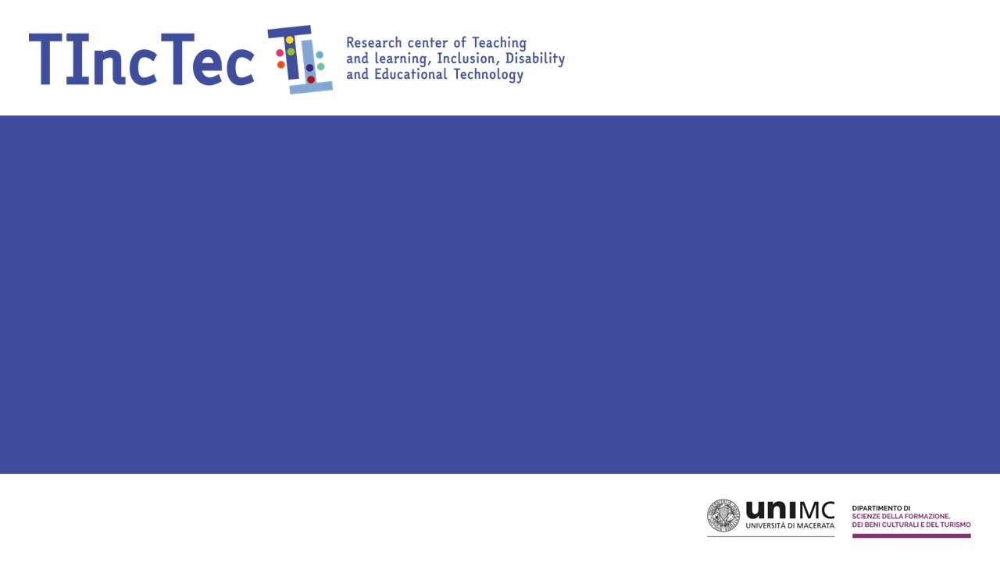 TIncTec
Research center of Teaching
and learning, Inclusion, Disability
and Educational Technology
unIMC
UNIVERSITÀ DI MACERATA
DIPARTIMENTO DI
SCIENZE DELLA FORMAZIONE,
DEI BENI CULTURALI E DEL TURISMO